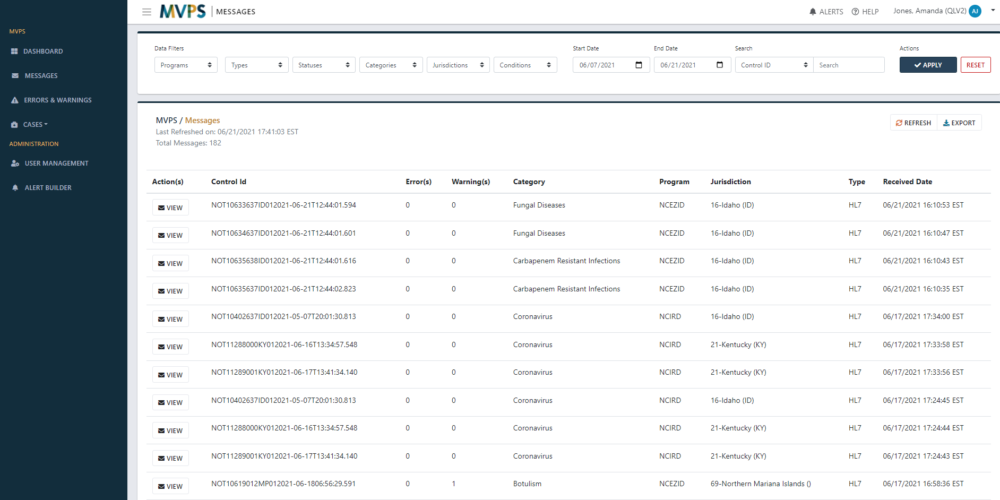 MVPS
DASHBOARD
MESSAGES
ERRORS & WARNINGS
CASES
ADMINISTRATION
USER MANAGEMENT
ALERT BUILDER
MVPS MESSAGES
ALERTS HELP Jones, Amanda (QLV2) AJ
Data Filters Start Date End Date Search Actions
Programs Types Statuses Categories Jurisdictions Conditions 06/07/2021 06/21/2021 Control ID Search APPLY RESET
MVPS / Messages
Last Refreshed on: 06/21/2021 17:41:03 EST
Total Messages: 182
REFRESH EXPORT
Action(s) Control Id Error(s) Warning(s) Category Program Jurisdiction Type Received Date
VIEW NOT10633637ID012021-06-21T12:44:01.594 0 0 Fungal Diseases NCEZID 16-Idaho (ID) HL7 06/21/2021 16:10:53 EST
VIEW NOT10634637ID012021-06-21T12:44:01.601 0 0 Fungal Diseases NCEZID 16-Idaho (ID) HL7 06/21/2021 16:10:47 EST
VIEW NOT10635638ID012021-06-21T12:44:01.616 0 0 Carbapenem Resistant Infections NCEZID 16-Idaho (ID) HL7 06/21/2021 16:10:43 EST
VIEW NOT10635637ID012021-06-21T12:44:02.823 0 0 Carbapenem Resistant Infections NCEZID 16-Idaho (ID) HL7 06/21/2021 16:10:35 EST
VIEW NOT10402637ID012021-05-07T20:01:30.813 0 0 Coronavirus NCIRD 16-Idaho (ID) HL7 06/17/2021 17:34:00 EST
VIEW NOT11288000KY012021-06-16T13:34:57.548 0 0 Coronavirus NCIRD 21-Kentucky (KY) HL7 06/17/2021 17:33:58 EST
VIEW NOT11289001KY012021-06-17T13:41:34.140 0 0 Coronavirus NCIRD 21-Kentucky (KY) HL7 06/17/2021 17:33:56 EST
VIEW NOT10402637ID012021-05-07T20:01:30.813 0 0 Coronavirus NCIRD 16-Idaho (ID) HL7 06/17/2021 17:24:45 EST
VIEW NOT11288000KY012021-06-16T13:34:57.548 0 0 Coronavirus NCIRD 21-Kentucky (KY) HL7 06/17/2021 17:24:44 EST
VIEW NOT11289001KY012021-06-17T13:41:34.140 0 0 Coronavirus NCIRD 21-Kentucky (KY) HL7 06/17/2021 17:24:43 EST
VIEW NOT10619012MP012021-06-1806:56:29.591 0 1 Botulism NCEZID 69-Northern Mariana Islands () HL7 06/17/2021 16:58:36 EST